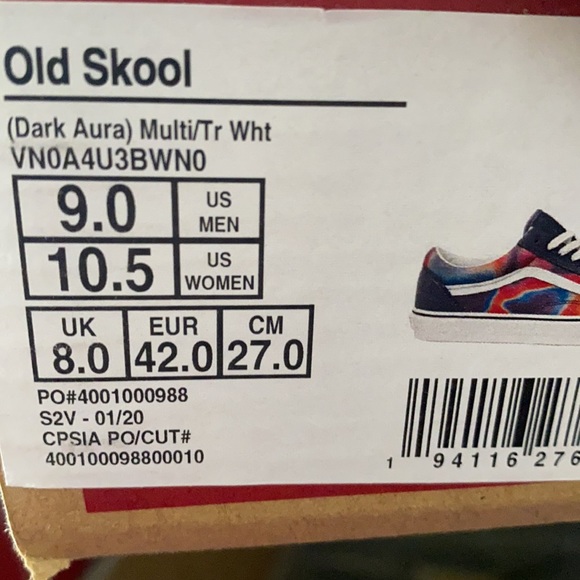 Old Skool
(Dark Aura) Multi/Tr Wht
VN0A4U3BWN0
9.0 US MEN
10.5 US WOMEN
UK EUR CM
8.0 42.0 27.0
PO#4001000988
S2V - 01/20
CPSIA PO/CUT#
400100098800010
1 94116 276